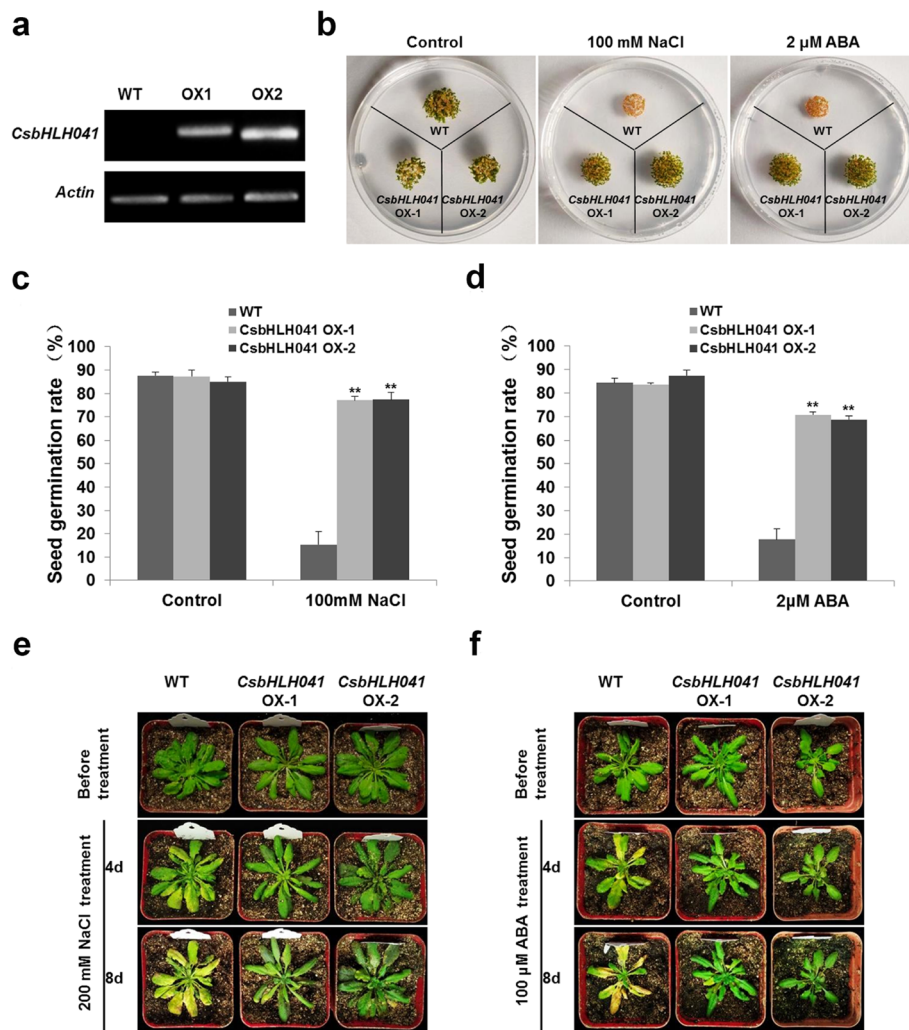 a
WT OX1 OX2
CsbHLH041
Actin
b
Control 100 mM NaCl 2 µM ABA
WT WT WT
CsbHLH041 CsbHLH041 CsbHLH041 CsbHLH041 CsbHLH041 CsbHLH041
OX-1 OX-2 OX-1 OX-2 OX-1 OX-2
c
WT
CsbHLH041 OX-1
CsbHLH041 OX-2
Seed germination rate (%)
100
90
80
70
60
50
40
30
20
10
0
** **
Control 100mM NaCl
d
WT
CsbHLH041 OX-1
CsbHLH041 OX-2
Seed germination rate (%)
100
90
80
70
60
50
40
30
20
10
0
** **
Control 2µM ABA
e
WT CsbHLH041 CsbHLH041
OX-1 OX-2
Before
treatment
200 mM NaCl treatment
4d
8d
f
WT CsbHLH041 CsbHLH041
OX-1 OX-2
Before
treatment
100 µM ABA treatment
4d
8d